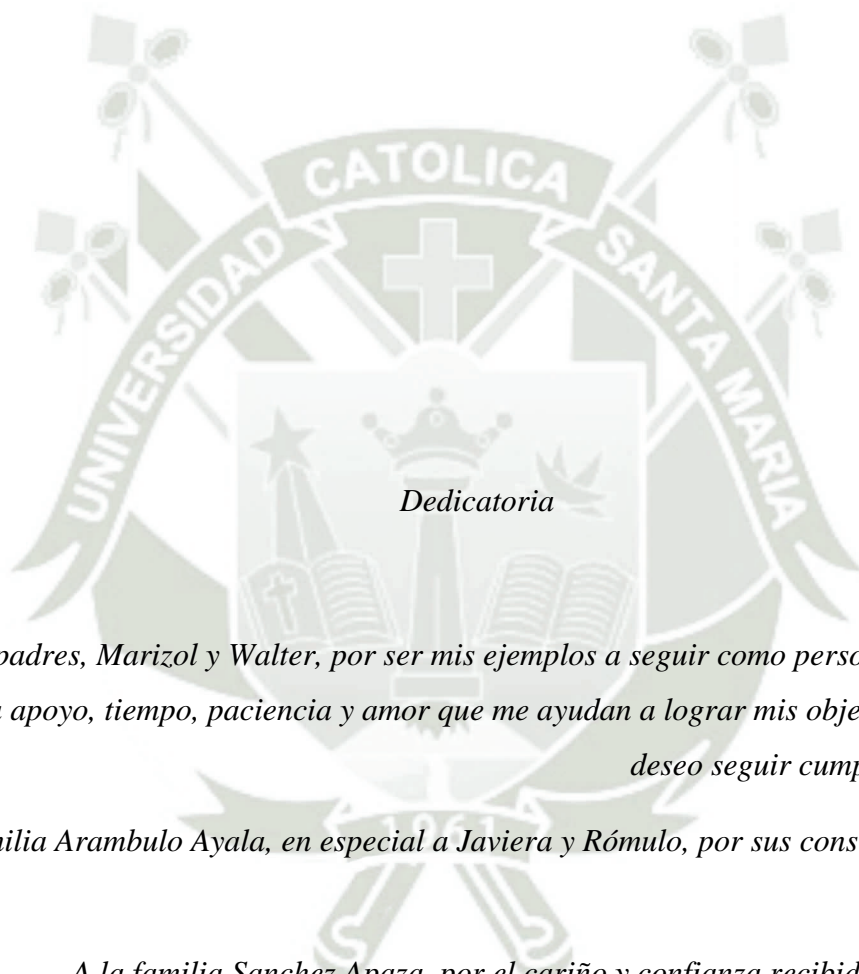 CATOLICA
UNIVERSIDAD
SANTA MARIA
Dedicatoria
padres, Marizol y Walter, por ser mis ejemplos a seguir como perso
apoyo, tiempo, paciencia y amor que me ayudan a lograr mis obje
deseo seguir cump
milia Arambulo Ayala, en especial a Javiera y Rómulo, por sus cons
1961
A la familia Sanchez Apaza, por el cariño y confianza recibid